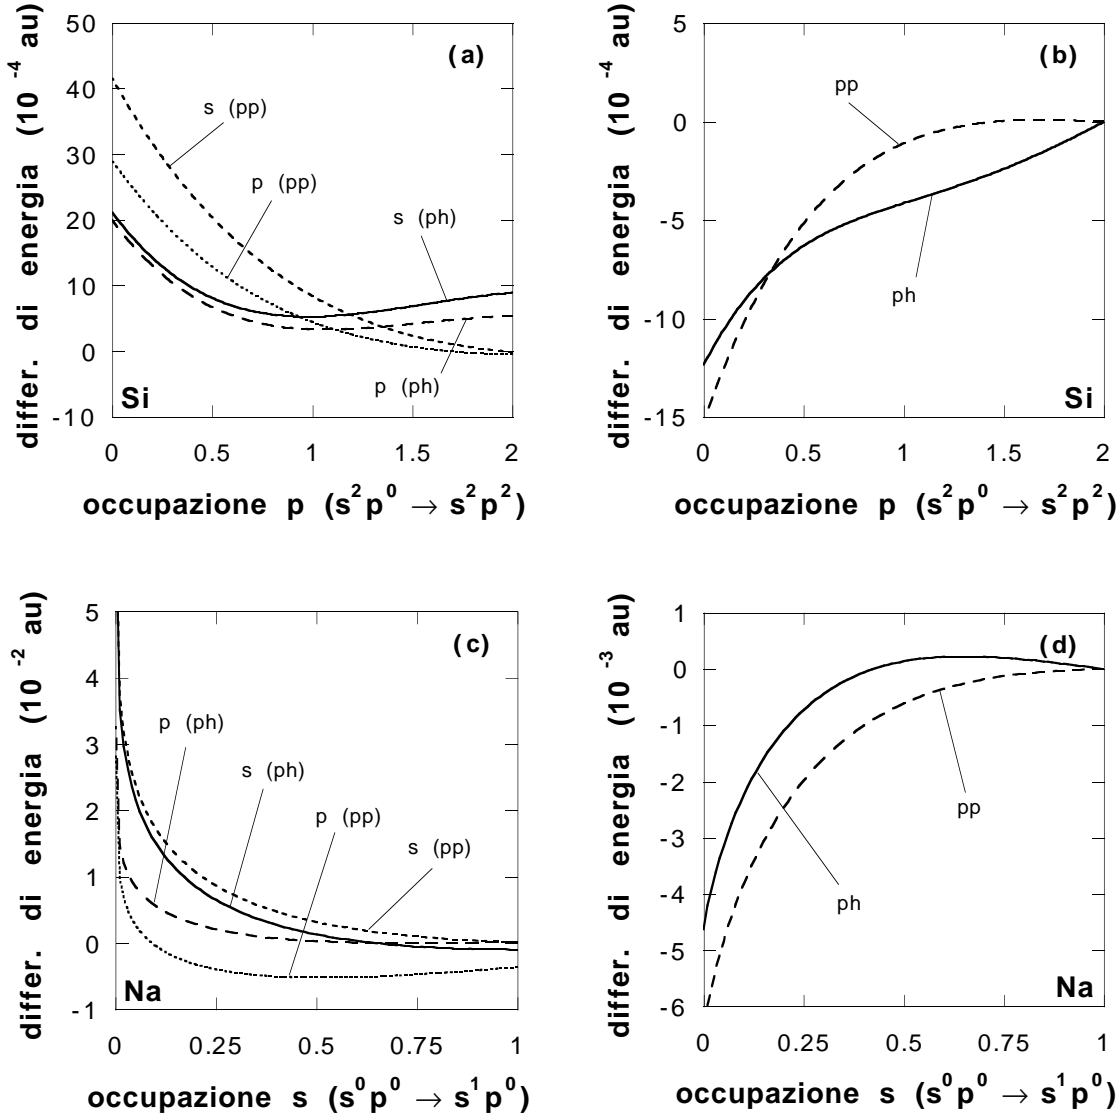 differ. di energia (10⁻⁴ au)
50
40
30
20
10
0
-10
(a)
s (pp)
p (pp)
s (ph)
p (ph)
Si
0 0.5 1 1.5 2
occupazione p (s²p⁰ → s²p²)
differ. di energia (10⁻⁴ au)
5
0
-5
-10
-15
(b)
pp
ph
Si
0 0.5 1 1.5 2
occupazione p (s²p⁰ → s²p²)
differ. di energia (10⁻² au)
5
4
3
2
1
0
-1
(c)
p (ph)
s (ph)
p (pp)
s (pp)
Na
0 0.25 0.5 0.75 1
occupazione s (s⁰p⁰ → s¹p⁰)
differ. di energia (10⁻³ au)
1
0
-1
-2
-3
-4
-5
-6
(d)
pp
ph
Na
0 0.25 0.5 0.75 1
occupazione s (s⁰p⁰ → s¹p⁰)